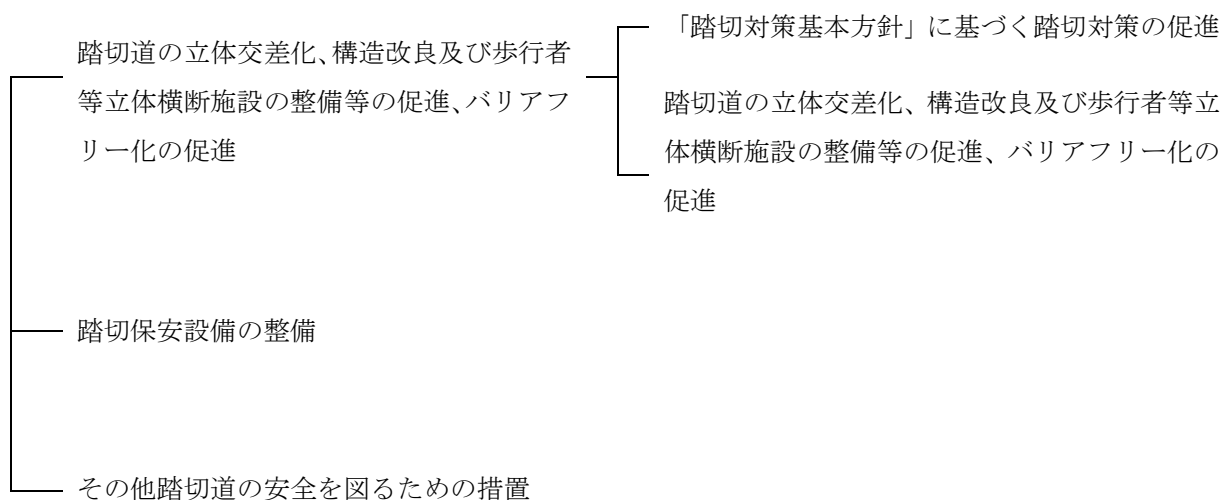 踏切道の立体交差化、構造改良及び歩行者
等立体横断施設の整備等の促進、バリアフ
リー化の促進
「踏切対策基本方針」に基づく踏切対策の促進
踏切道の立体交差化、構造改良及び歩行者等立
体横断施設の整備等の促進、バリアフリー化の
促進
踏切保安設備の整備
その他踏切道の安全を図るための措置